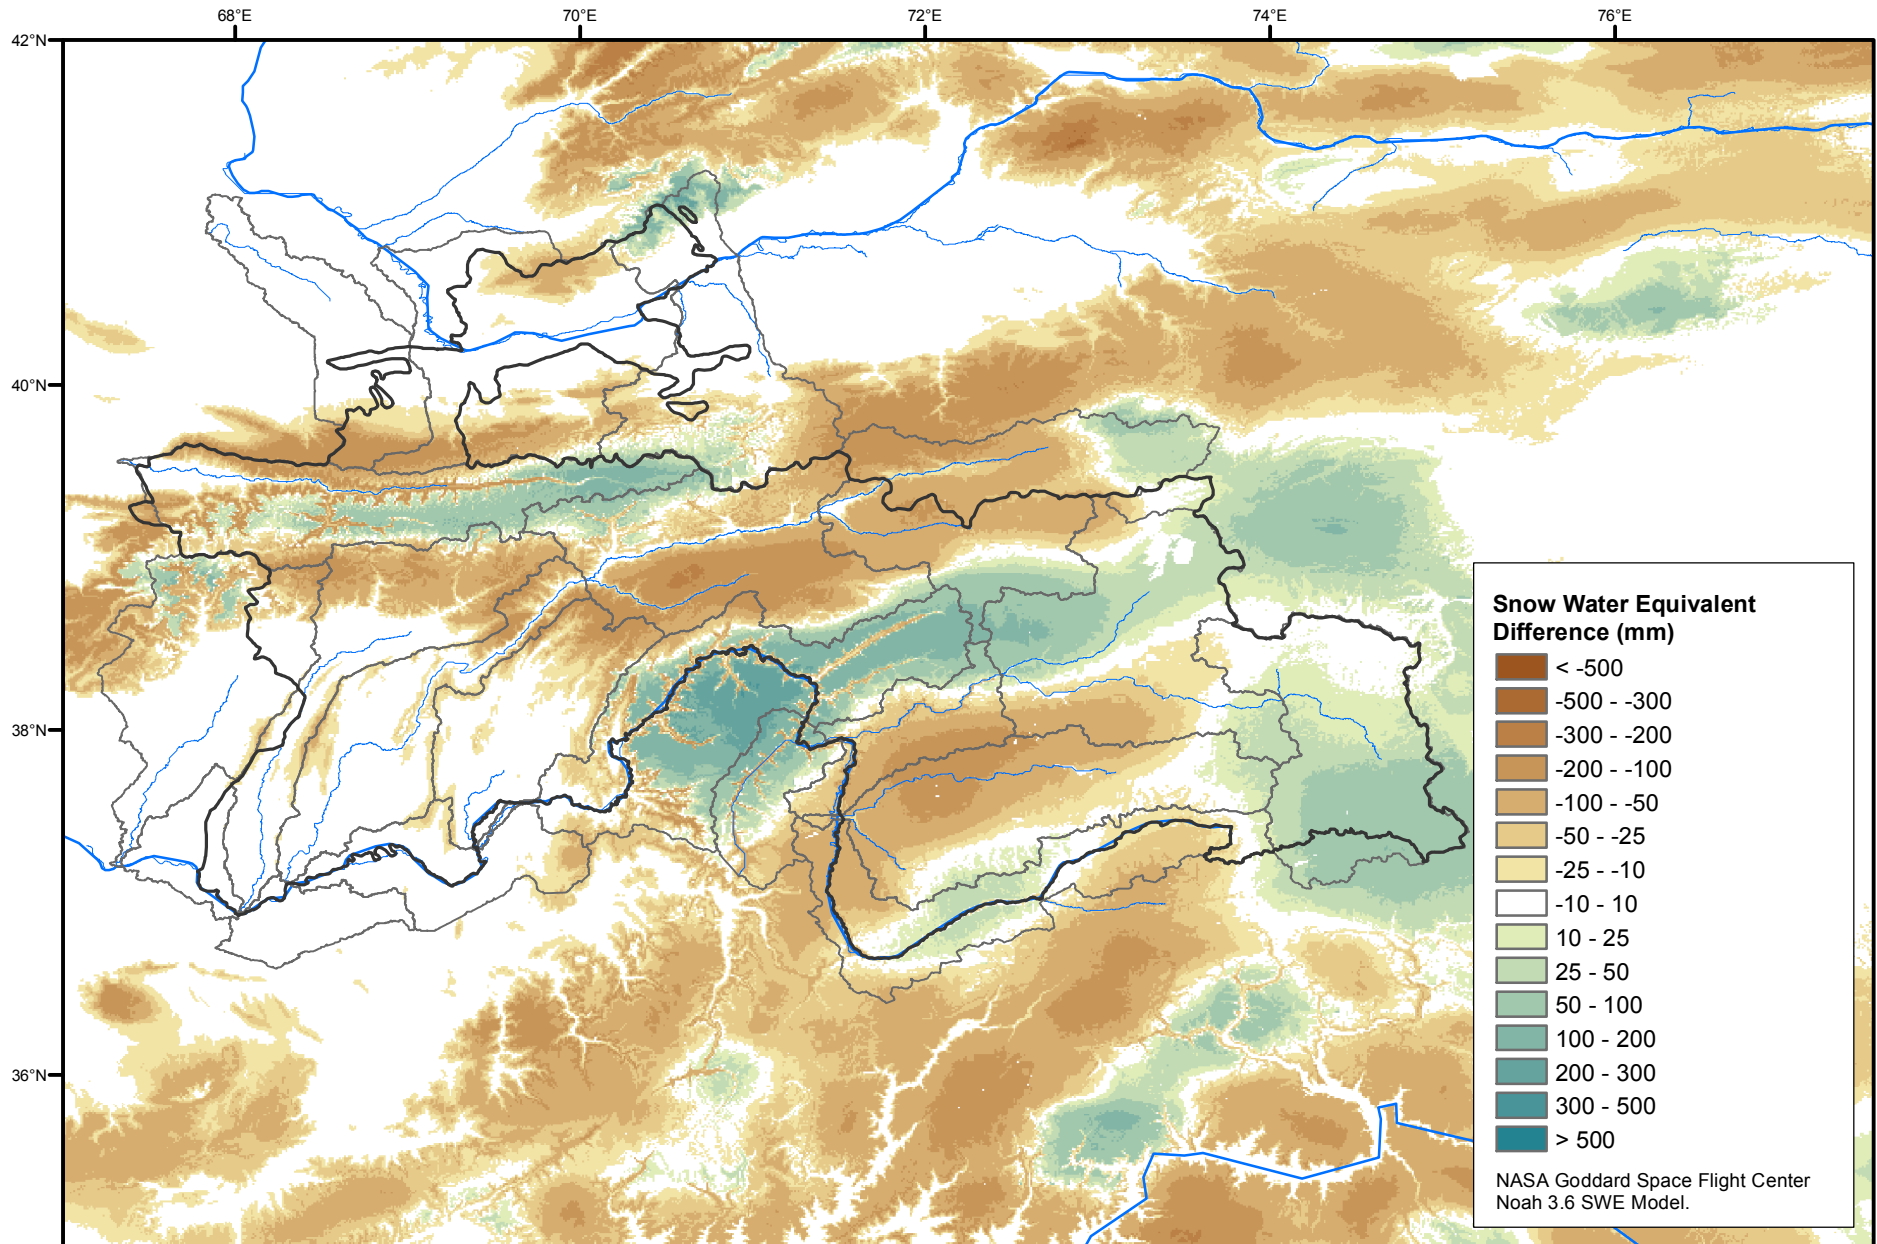 68°E
70°E
72°E
74°E
76°E
42°N
40°N
38°N
36°N
Snow Water Equivalent
Difference (mm)
< -500
-500 - -300
-300 - -200
-200 - -100
-100 - -50
-50 - -25
-25 - -10
-10 - 10
10 - 25
25 - 50
50 - 100
100 - 200
200 - 300
300 - 500
> 500
NASA Goddard Space Flight Center
Noah 3.6 SWE Model.